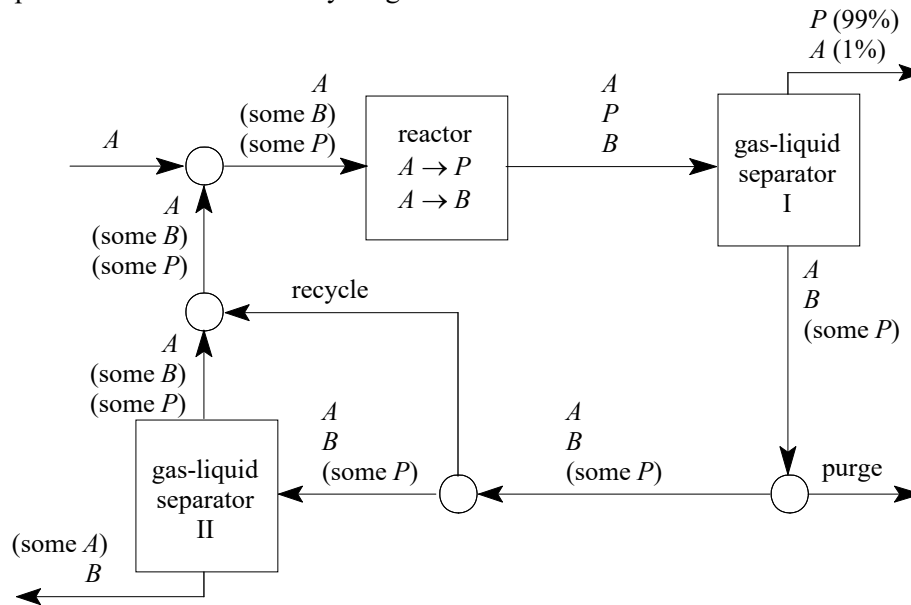 P (99%)
A (1%)
A
(some B)
(some P)
A
reactor
A → P
A → B
A
P
B
gas-liquid
separator
I
A
(some B)
(some P)
recycle
A
B
(some P)
A
(some B)
(some P)
gas-liquid
separator
II
A
B
(some P)
A
B
(some P)
purge
(some A)
B